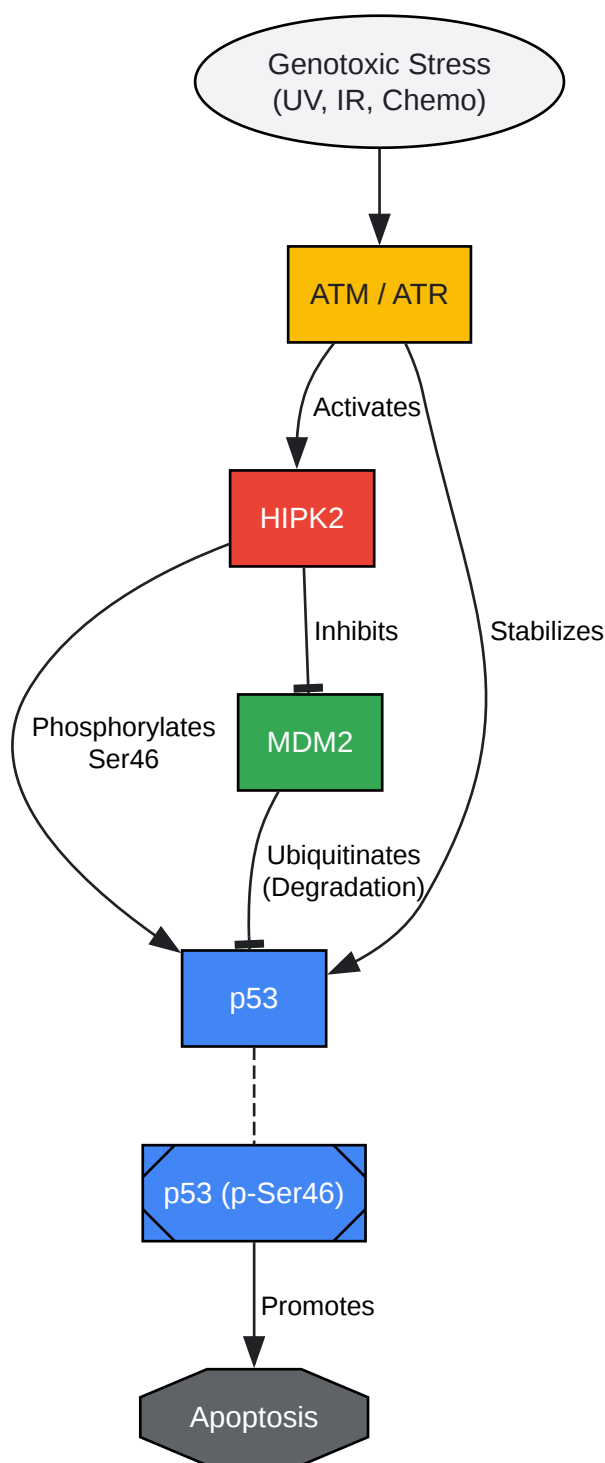 Genotoxic Stress
(UV, IR, Chemo)
ATM / ATR
Activates
HIPK2
Inhibits
Stabilizes
Phosphorylates
Ser46
MDM2
Ubiquitinates
(Degradation)
p53
p53 (p-Ser46)
Promotes
Apoptosis